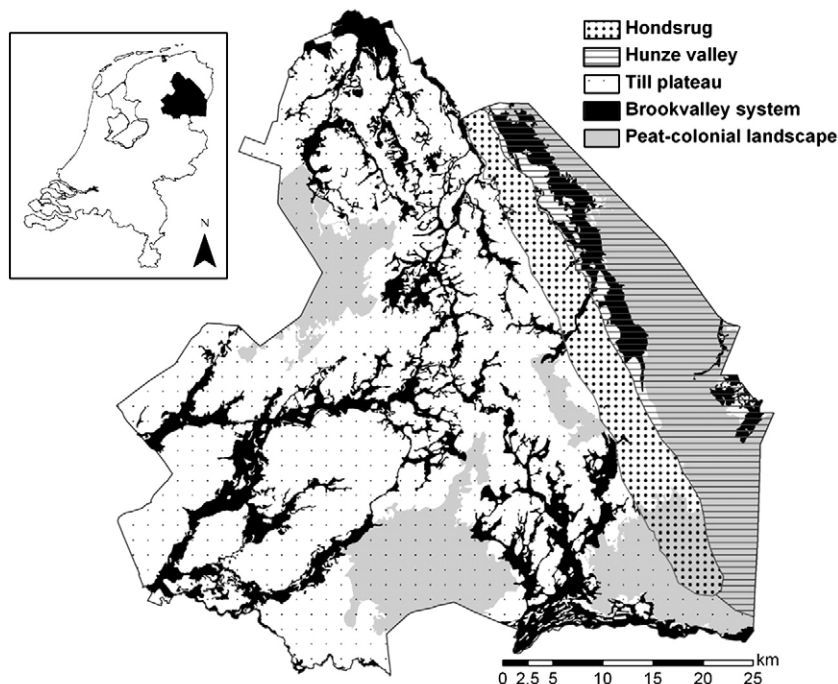 Hondsrug
Hunze valley
Till plateau
Brookvalley system
Peat-colonial landscape
N
km
0 2.5 5 10 15 20 25